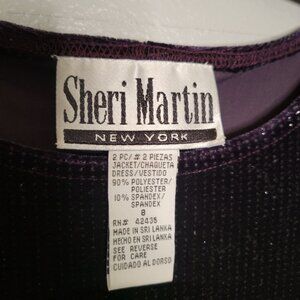 Sheri Martin
NEW YORK
2 PC/# 2 PIEZAS
JACKET/CHAQUETA
DRESS/VESTIDO
90% POLYESTER/
POLIESTER
10% SPANDEX/
SPANDEX
8
RN# 42435
MADE IN SRI LANKA
HECHO EN SRI LANKA
SEE REVERSE
FOR CARE
CUIDADO AL DORSO